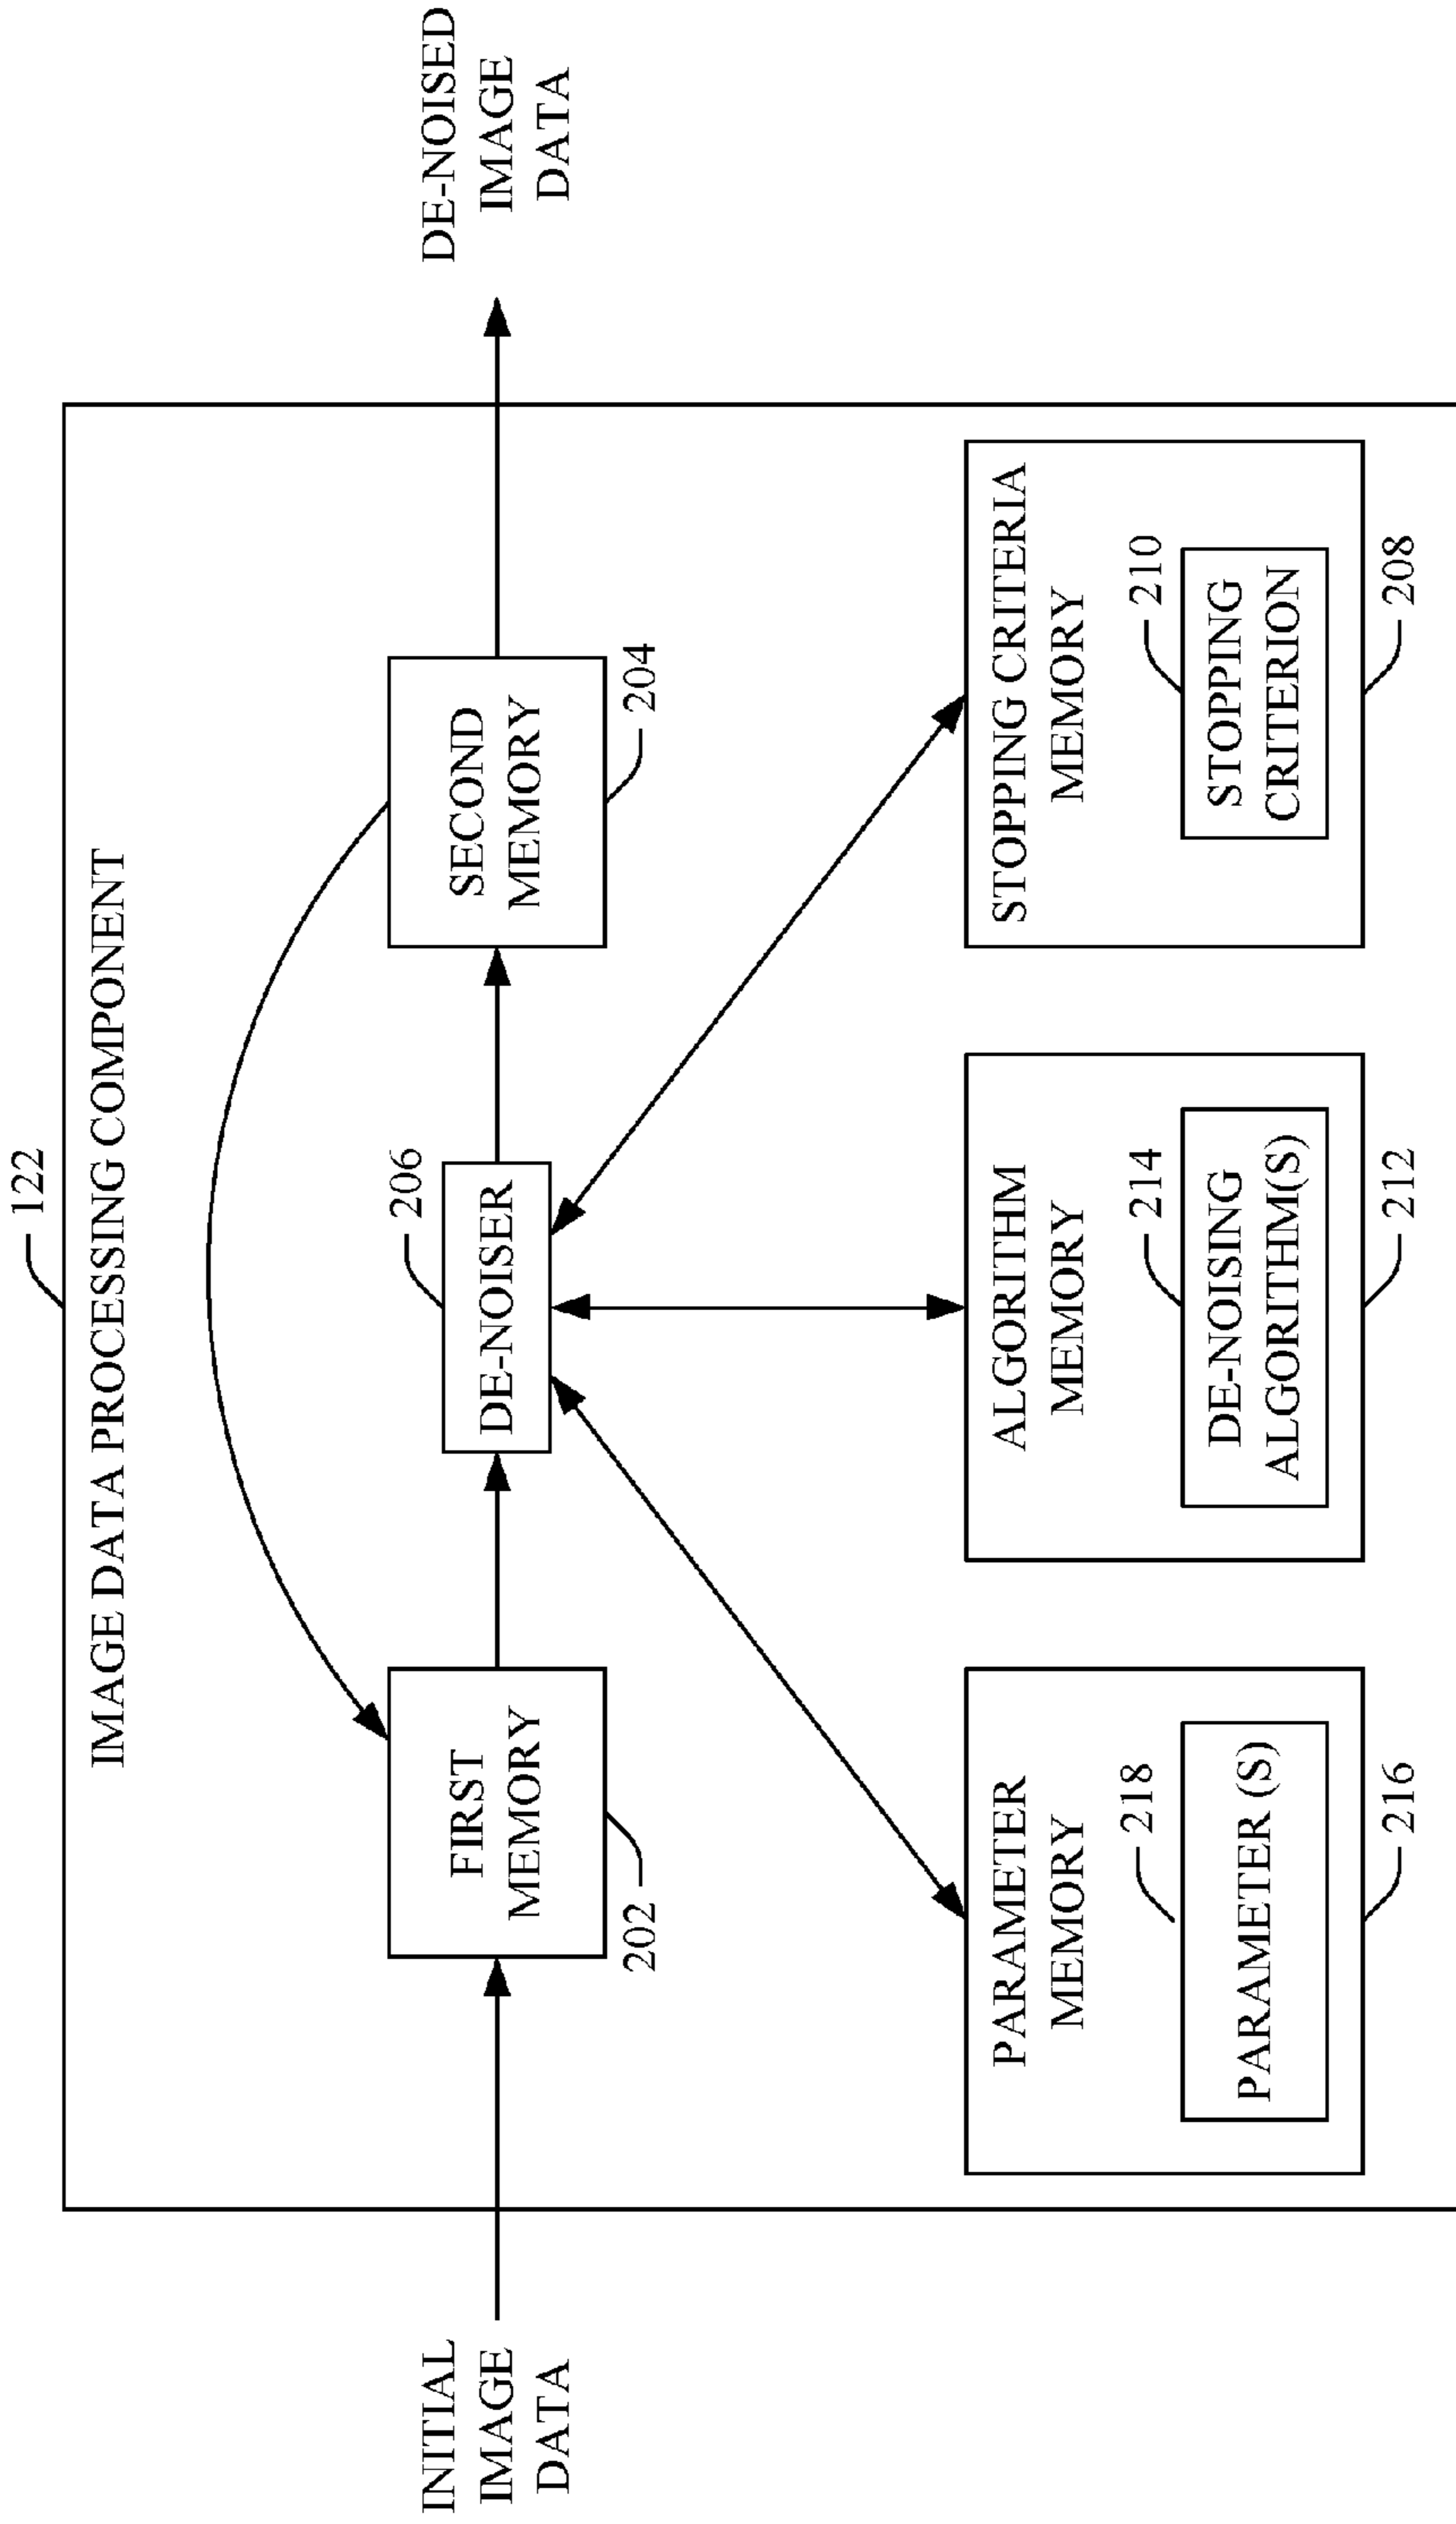 122
IMAGE DATA PROCESSING COMPONENT
INITIAL
IMAGE
DATA
FIRST
MEMORY
202
206
DE-NOISER
SECOND
MEMORY
204
DE-NOISED
IMAGE
DATA
PARAMETER
MEMORY
218
PARAMETER (S)
216
ALGORITHM
MEMORY
214
DE-NOISING
ALGORITHM(S)
212
STOPPING CRITERIA
MEMORY
210
STOPPING
CRITERION
208